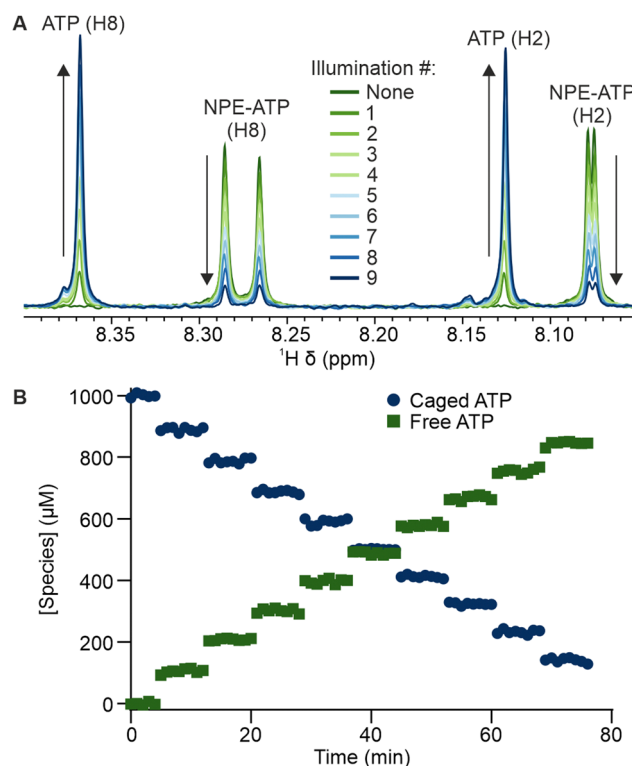 A
ATP (H8)
ATP (H2)
Illumination #:
NPE-ATP
(H8)
NPE-ATP
(H2)
None
1
2
3
4
5
6
7
8
9
8.35
8.30
8.25
8.20
8.15
8.10
¹H δ (ppm)
B
Caged ATP
Free ATP
1000
800
600
400
200
0
[Species] (µM)
0
20
40
60
80
Time (min)